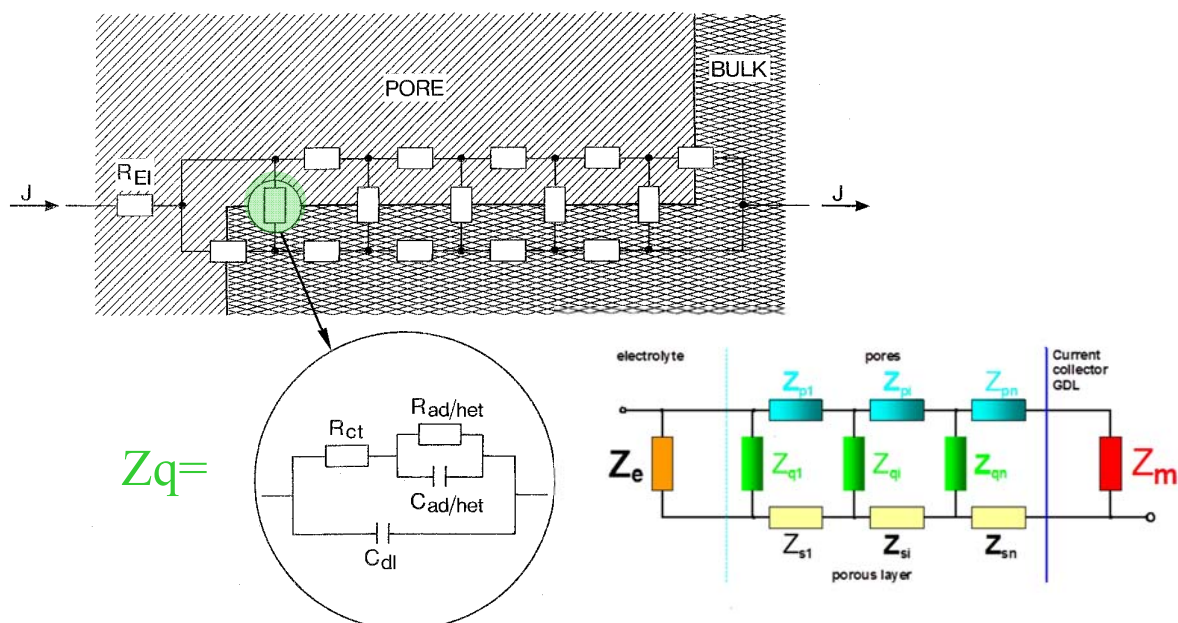 PORE
BULK
R_El
J
J
electrolyte
pores
Current
collector
GDL
Z_p1
Z_pi
Z_pn
Z_e
Z_q1
Z_qi
Z_qn
Z_m
Z_s1
Z_si
Z_sn
porous layer
Zq=
R_ct
R_ad/het
C_ad/het
C_dl